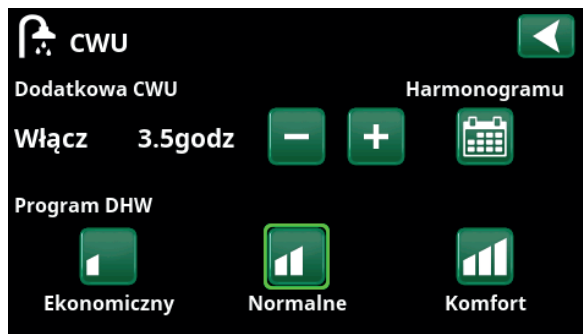 CWU
Dodatkowa CWU Harmonogramu
Włącz 3.5godz
Program DHW
Ekonomiczny Normalne Komfort